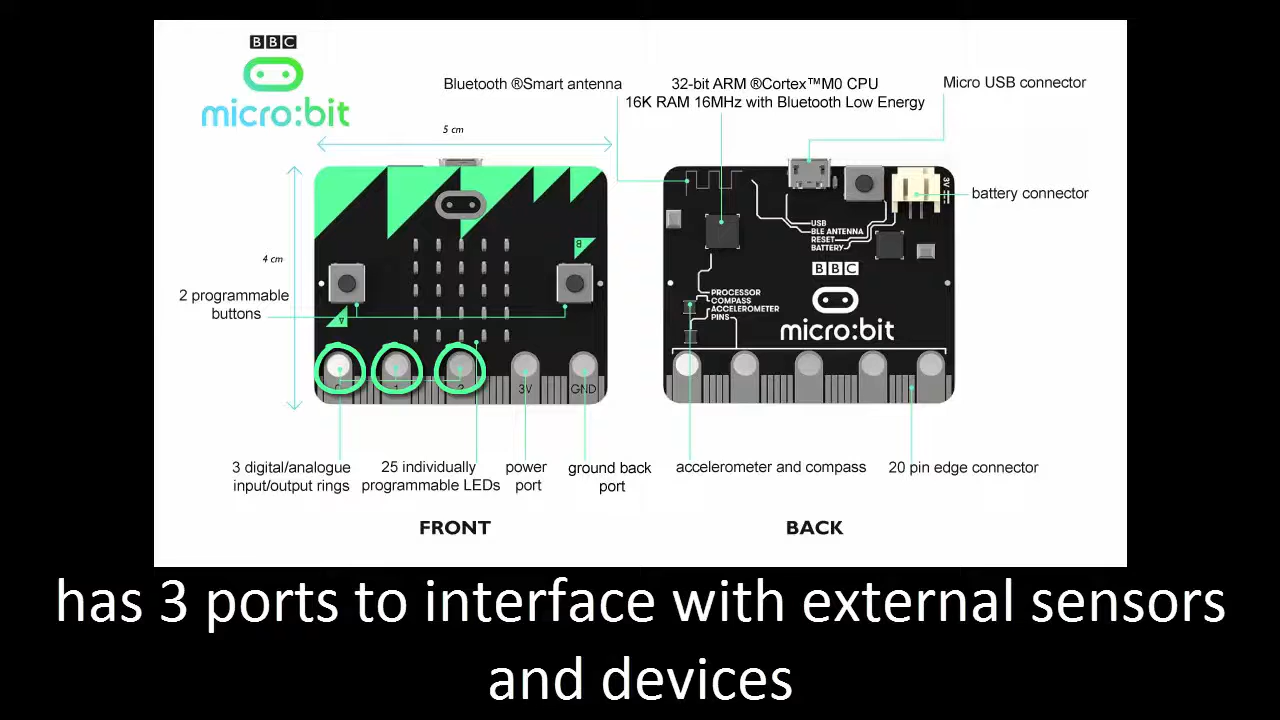 BBC
micro:bit
Bluetooth ®Smart antenna
32-bit ARM ®Cortex™M0 CPU
16K RAM 16MHz with Bluetooth Low Energy
Micro USB connector
5 cm
4 cm
2 programmable
buttons
B
A
0 1 2 3V GND
3 digital/analogue
input/output rings
25 individually
programmable LEDs
power
port
ground back
port
FRONT
3V
battery connector
USB
BLE ANTENNA
RESET
BATTERY
BBC
micro:bit
PROCESSOR
COMPASS
ACCELEROMETER
PINS
accelerometer and compass
20 pin edge connector
BACK
has 3 ports to interface with external sensors
and devices